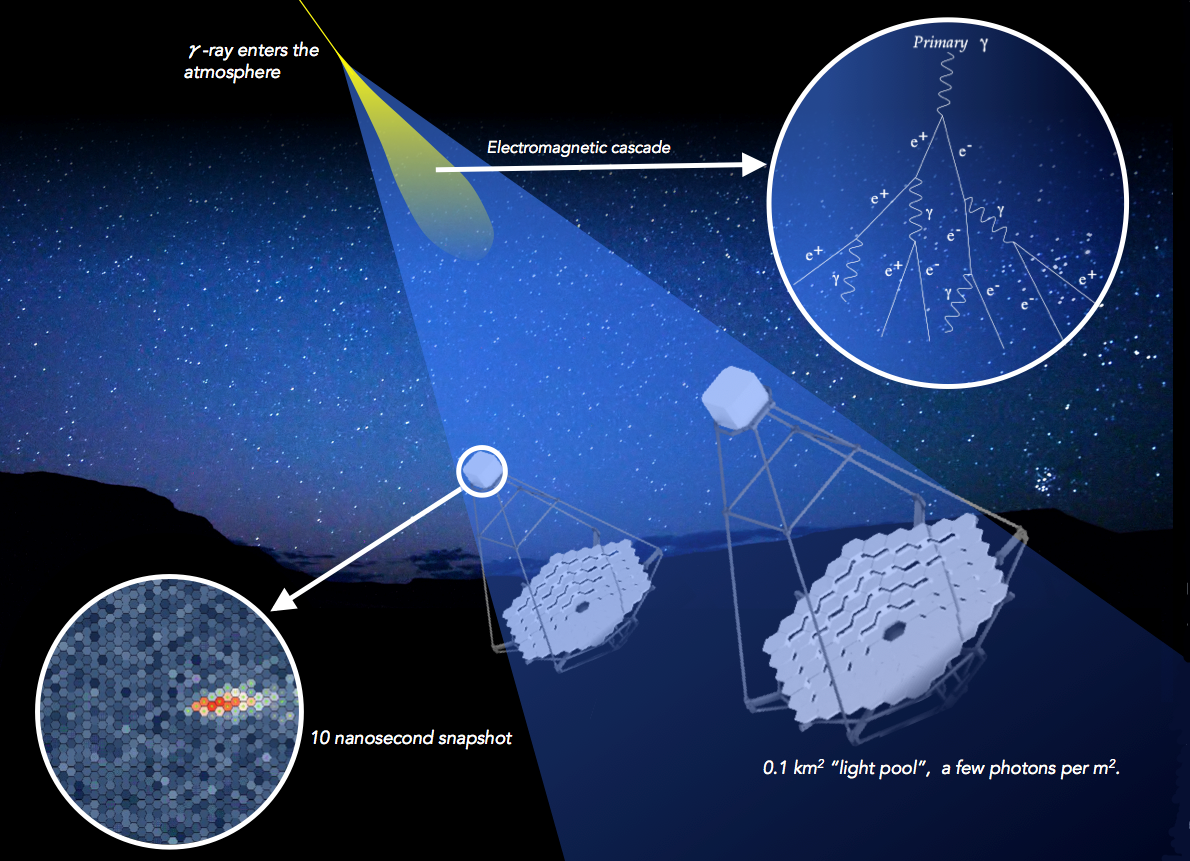 γ-ray enters the
atmosphere
Electromagnetic cascade
Primary γ
e⁺
e⁻
e⁺
γ
γ
e⁻
e⁺
γ
e⁺
e⁻
γ
e⁻
e⁻
e⁺
10 nanosecond snapshot
0.1 km² “light pool”, a few photons per m².